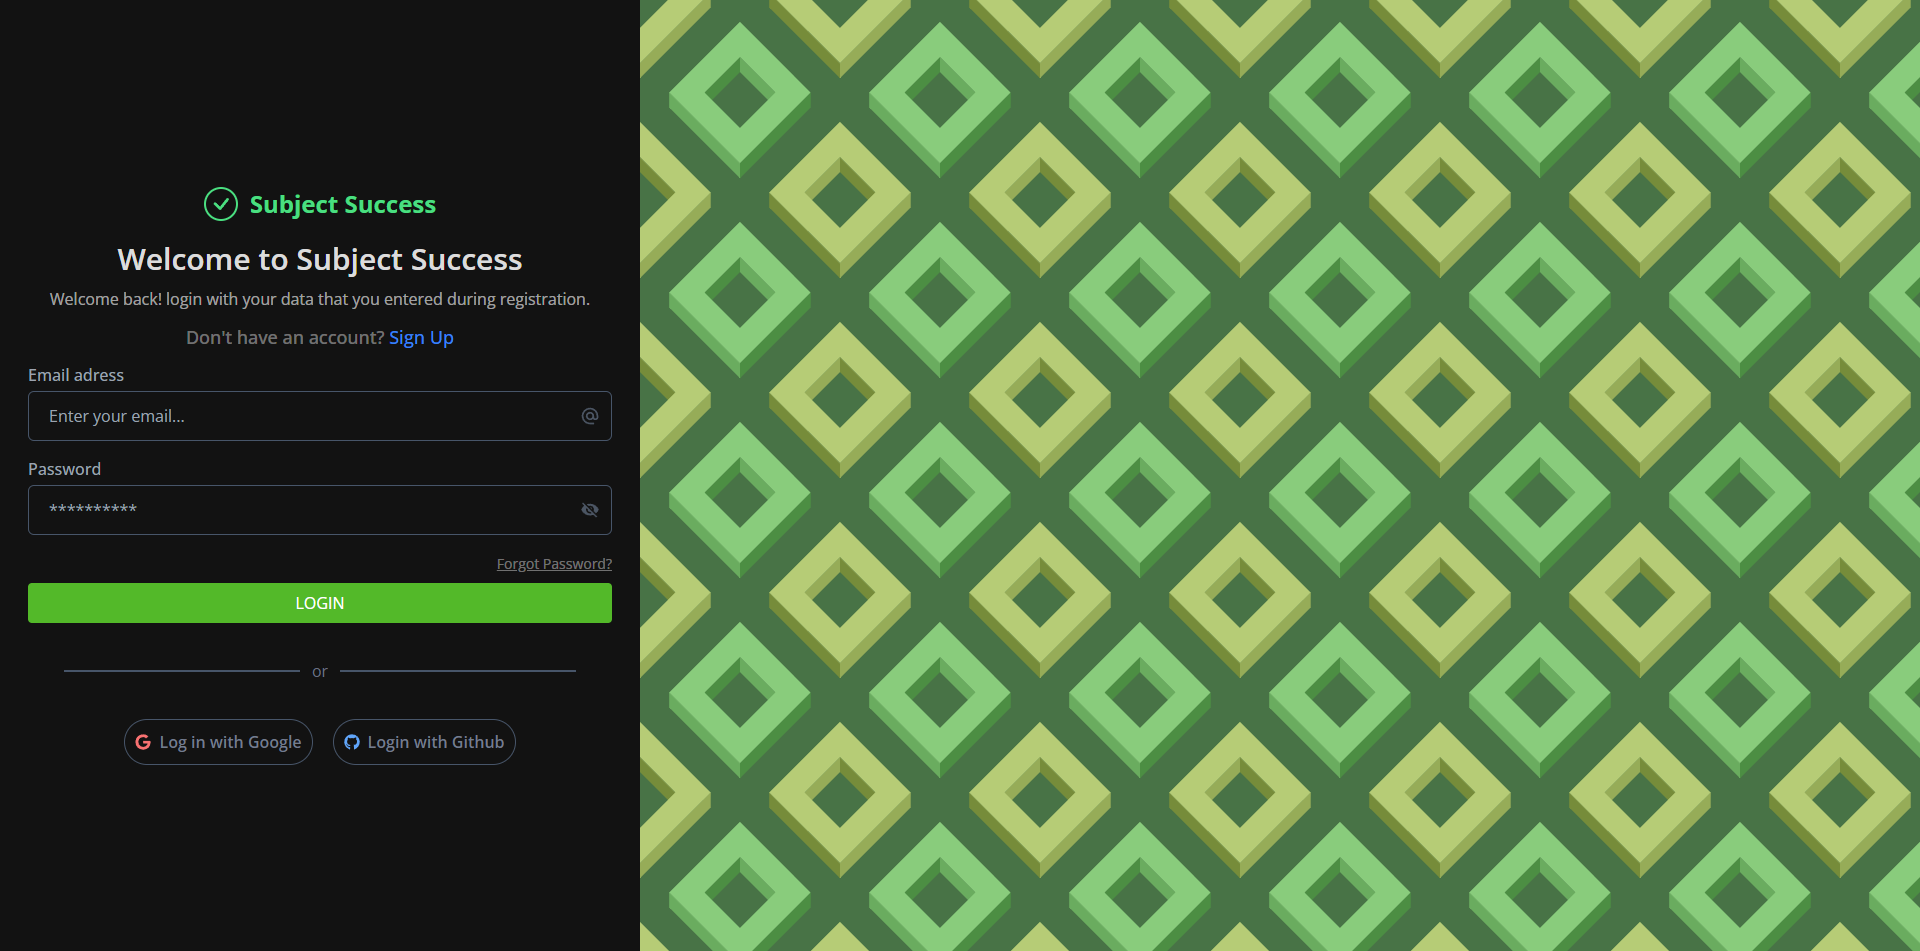 Subject Success
Welcome to Subject Success
Welcome back! login with your data that you entered during registration.
Don't have an account? Sign Up
Email adress
Enter your email...
Password
**********
Forgot Password?
LOGIN
or
Log in with Google
Login with Github